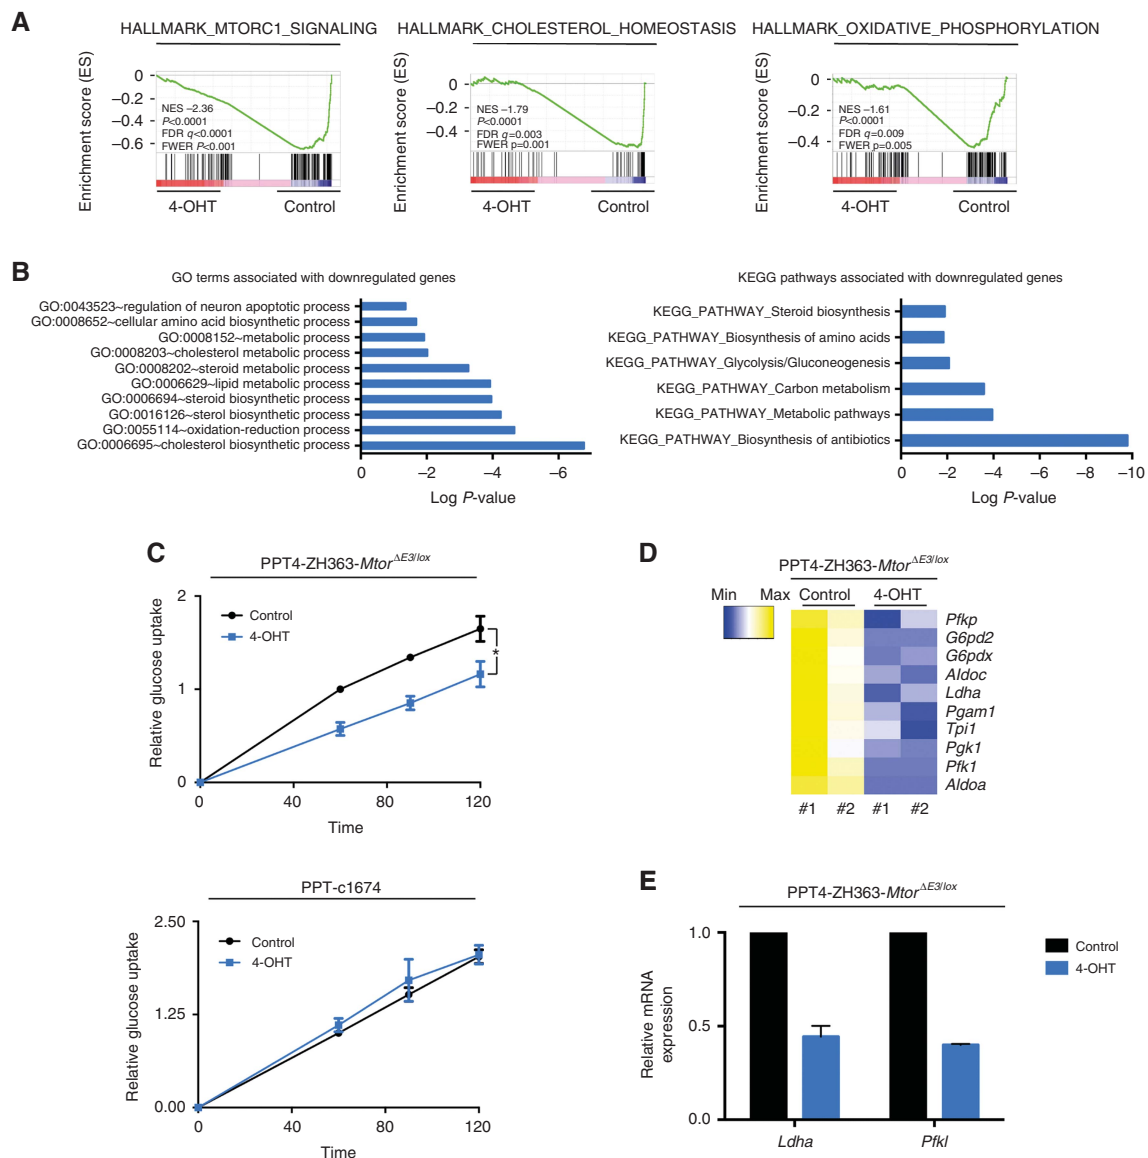 A
HALLMARK_MTORC1_SIGNALING
Enrichment score (ES)
0
–0.2
–0.4
–0.6
NES –2.36
P<0.0001
FDR q<0.0001
FWER P<0.001
4-OHT
Control
HALLMARK_CHOLESTEROL_HOMEOSTASIS
Enrichment score (ES)
0
–0.2
–0.4
NES –1.79
P<0.0001
FDR q=0.003
FWER p=0.001
4-OHT
Control
HALLMARK_OXIDATIVE_PHOSPHORYLATION
Enrichment score (ES)
0
–0.2
–0.4
NES –1.61
P<0.0001
FDR q=0.009
FWER p=0.005
4-OHT
Control
B
GO terms associated with downregulated genes
GO:0043523~regulation of neuron apoptotic process
GO:0008652~cellular amino acid biosynthetic process
GO:0008152~metabolic process
GO:0008203~cholesterol metabolic process
GO:0008202~steroid metabolic process
GO:0006629~lipid metabolic process
GO:0006694~steroid biosynthetic process
GO:0016126~sterol biosynthetic process
GO:0055114~oxidation-reduction process
GO:0006695~cholesterol biosynthetic process
0 –2 –4 –6
Log P-value
KEGG pathways associated with downregulated genes
KEGG_PATHWAY_Steroid biosynthesis
KEGG_PATHWAY_Biosynthesis of amino acids
KEGG_PATHWAY_Glycolysis/Gluconeogenesis
KEGG_PATHWAY_Carbon metabolism
KEGG_PATHWAY_Metabolic pathways
KEGG_PATHWAY_Biosynthesis of antibiotics
0 –2 –4 –6 –8 –10
Log P-value
C
PPT4-ZH363-Mtor ΔE3/lox
Relative glucose uptake
2
1
0
Control
4-OHT
*
0 40 80 120
Time
PPT-c1674
Relative glucose uptake
2.50
1.25
0.00
Control
4-OHT
0 40 80 120
Time
D
PPT4-ZH363-Mtor ΔE3/lox
Min Max
Control 4-OHT
Pfkp
G6pd2
G6pdx
Aldoc
Ldha
Pgam1
Tpi1
Pgk1
Pfk1
Aldoa
#1 #2 #1 #2
E
PPT4-ZH363-Mtor ΔE3/lox
Relative mRNA
expression
1.0
0.5
0.0
Control
4-OHT
Ldha Pfkl